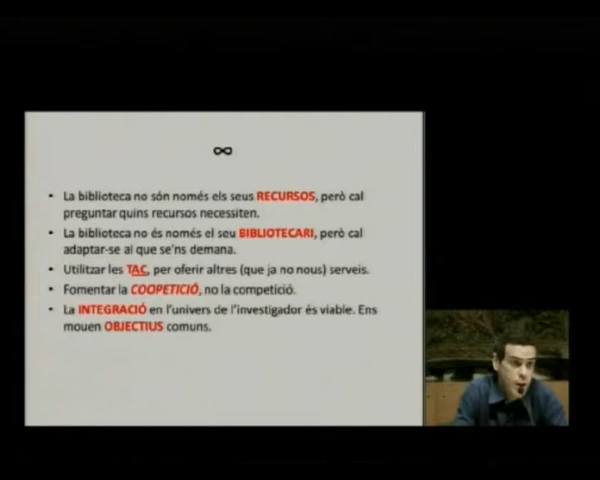 ∞
• La biblioteca no són només els seus RECURSOS, però cal
preguntar quins recursos necessiten.
• La biblioteca no és només el seu BIBLIOTECARI, però cal
adaptar-se al que se'ns demana.
• Utilitzar les TAC, per oferir altres (que ja no nous) serveis.
• Fomentar la COOPETICIÓ, no la competició.
• La INTEGRACIÓ en l'univers de l'investigador és viable. Ens
mouen OBJECTIUS comuns.